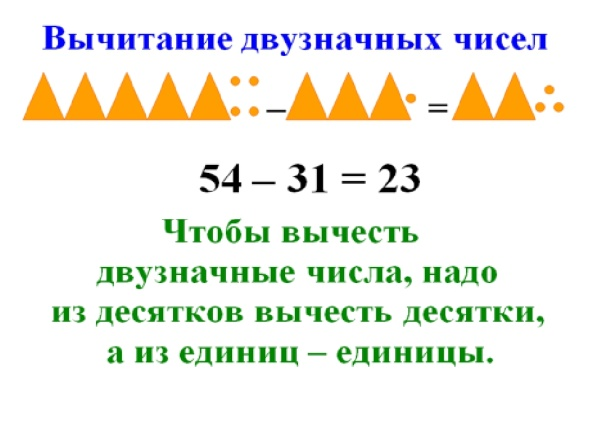 Вычитание двузначных чисел
– =
54 – 31 = 23
Чтобы вычесть
двузначные числа, надо
из десятков вычесть десятки,
а из единиц – единицы.